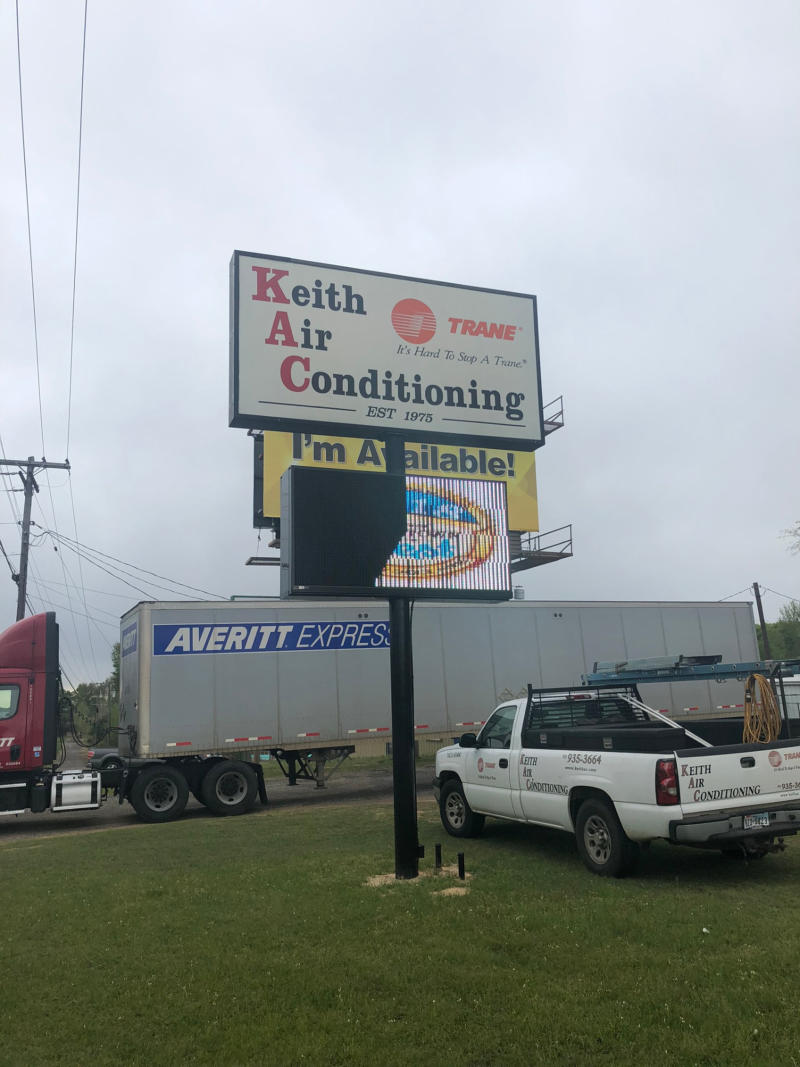 Keith
Air
Conditioning
TRANE
It's Hard To Stop A Trane.
EST 1975
I'm Available!
AVERITT EXPRESS
935-3664
KEITH
AIR
CONDITIONING
KEITH
AIR
CONDITIONING